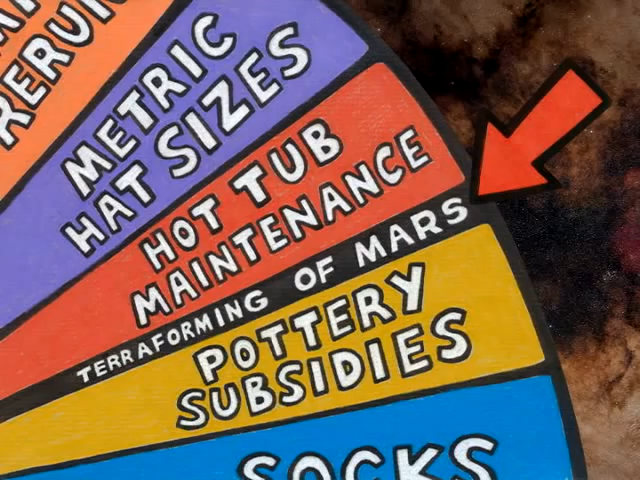 RERUN
METRIC
HAT SIZES
HOT TUB
MAINTENANCE
TERRAFORMING OF MARS
POTTERY
SUBSIDIES
SOCKS